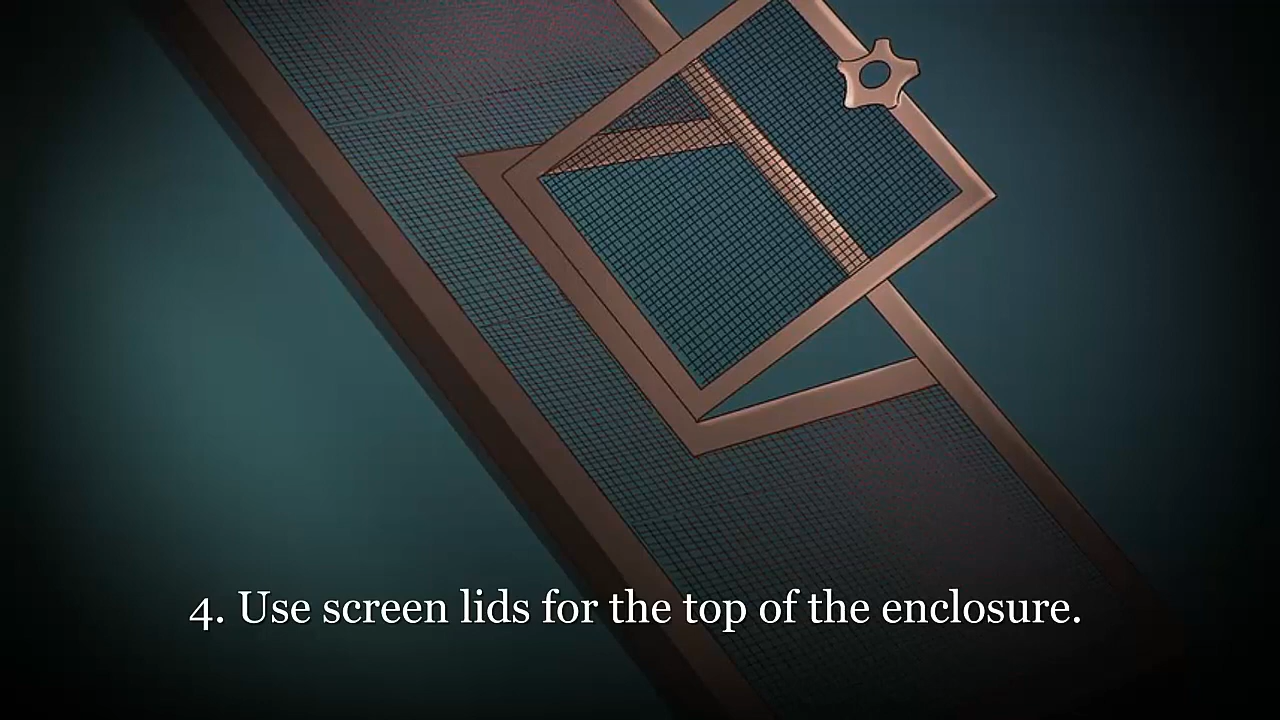 4. Use screen lids for the top of the enclosure.